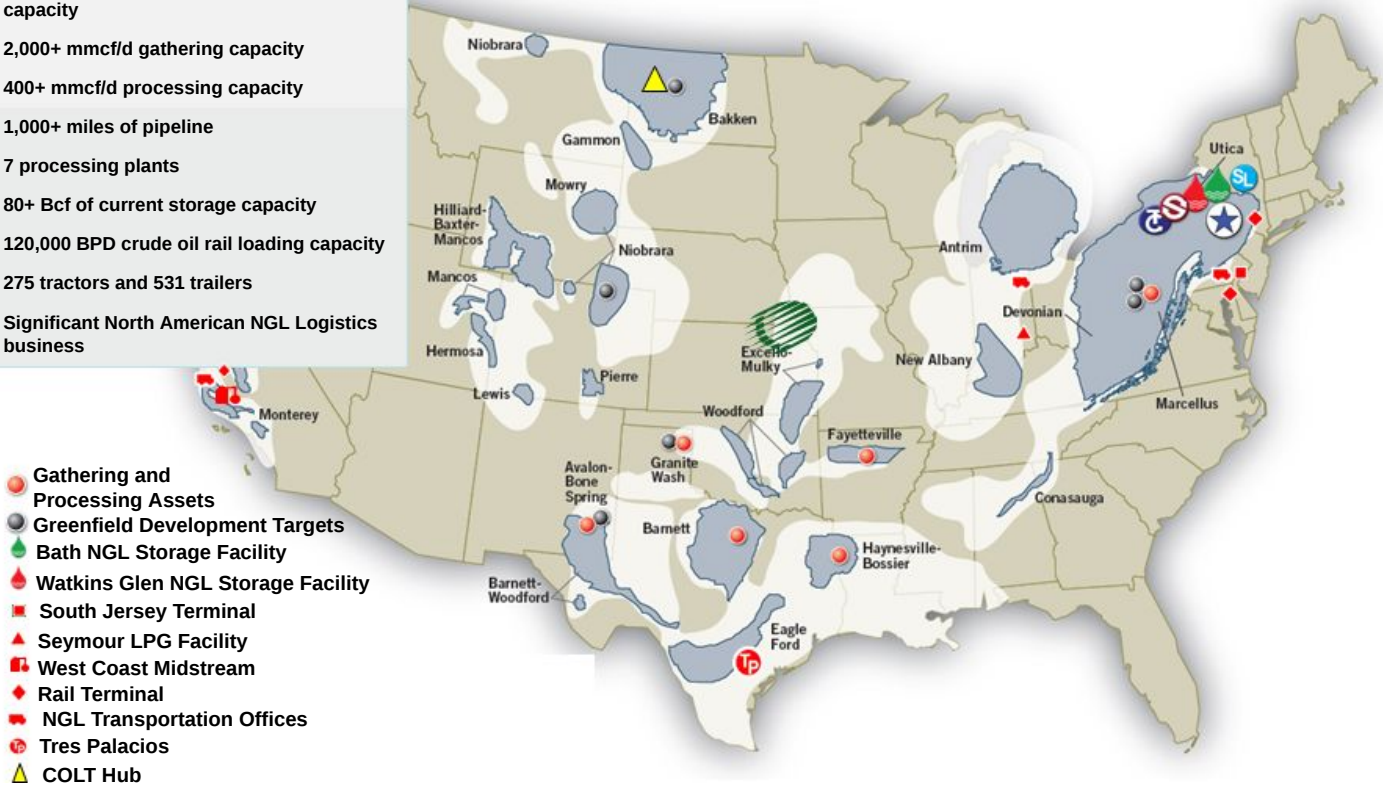 capacity
2,000+ mmcf/d gathering capacity
400+ mmcf/d processing capacity
1,000+ miles of pipeline
7 processing plants
80+ Bcf of current storage capacity
120,000 BPD crude oil rail loading capacity
275 tractors and 531 trailers
Significant North American NGL Logistics
business
Niobrara
Bakken
Gammon
Mowry
Hilliard-
Baxter-
Mancos
Niobrara
Mancos
Hermosa
Lewis
Pierre
Monterey
Excello-
Mulky
Woodford
Granite
Wash
Fayetteville
Avalon-
Bone
Spring
Barnett
Haynesville-
Bossier
Barnett-
Woodford
Eagle
Ford
Tp
Antrim
Devonian
New Albany
Utica
SL
S
Marcellus
Conasauga
Gathering and
Processing Assets
Greenfield Development Targets
Bath NGL Storage Facility
Watkins Glen NGL Storage Facility
South Jersey Terminal
Seymour LPG Facility
West Coast Midstream
Rail Terminal
NGL Transportation Offices
Tp Tres Palacios
COLT Hub